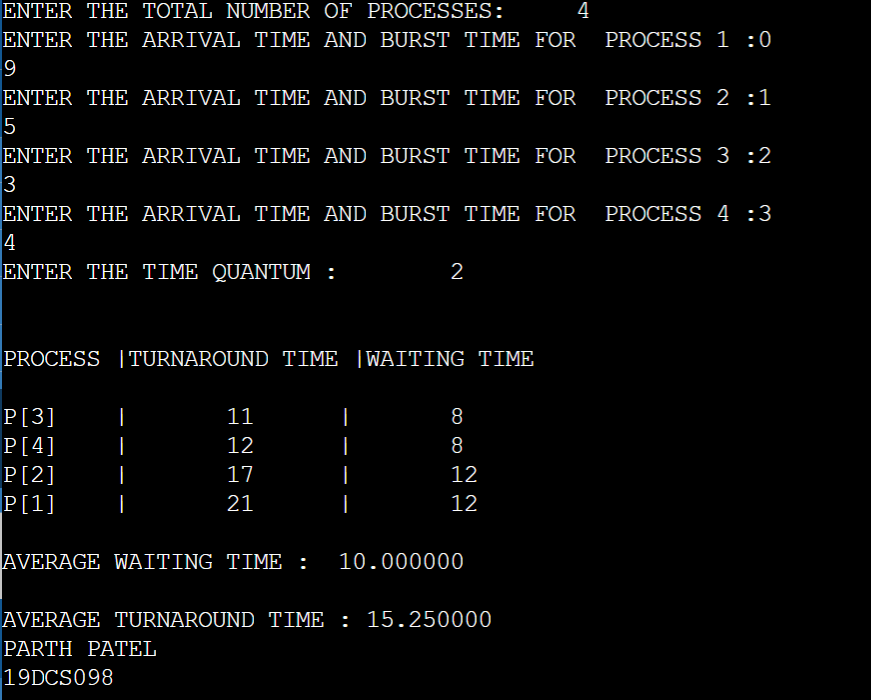 ENTER THE TOTAL NUMBER OF PROCESSES:     4
ENTER THE ARRIVAL TIME AND BURST TIME FOR  PROCESS 1 :0
9
ENTER THE ARRIVAL TIME AND BURST TIME FOR  PROCESS 2 :1
5
ENTER THE ARRIVAL TIME AND BURST TIME FOR  PROCESS 3 :2
3
ENTER THE ARRIVAL TIME AND BURST TIME FOR  PROCESS 4 :3
4
ENTER THE TIME QUANTUM :        2
PROCESS |TURNAROUND TIME |WAITING TIME
P[3]    |       11      |       8
P[4]    |       12      |       8
P[2]    |       17      |       12
P[1]    |       21      |       12
AVERAGE WAITING TIME :  10.000000
AVERAGE TURNAROUND TIME : 15.250000
PARTH PATEL
19DCS098